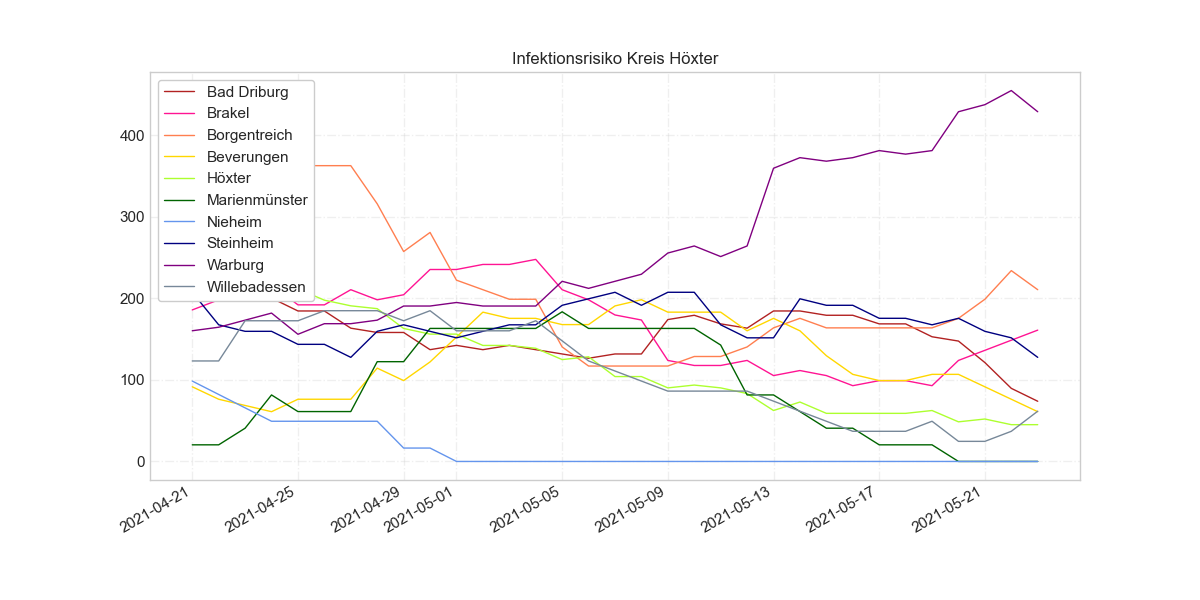 Infektionsrisiko Kreis Höxter
Bad Driburg
Brakel
Borgentreich
Beverungen
Höxter
Marienmünster
Nieheim
Steinheim
Warburg
Willebadessen
400
300
200
100
0
2021-04-21
2021-04-25
2021-04-29
2021-05-01
2021-05-05
2021-05-09
2021-05-13
2021-05-17
2021-05-21